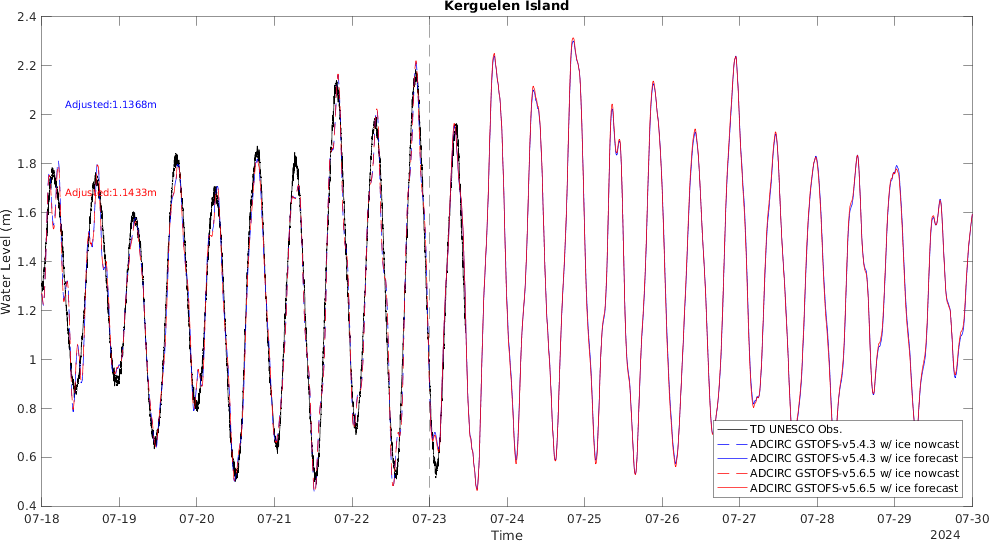 Kerguelen Island
2.4
2.2
2
1.8
1.6
1.4
1.2
1
0.8
0.6
0.4
Water Level (m)
Adjusted:1.1368m
Adjusted:1.1433m
TD UNESCO Obs.
ADCIRC GSTOFS-v5.4.3 w/ ice nowcast
ADCIRC GSTOFS-v5.4.3 w/ ice forecast
ADCIRC GSTOFS-v5.6.5 w/ ice nowcast
ADCIRC GSTOFS-v5.6.5 w/ ice forecast
07-18 07-19 07-20 07-21 07-22 07-23 07-24 07-25 07-26 07-27 07-28 07-29 07-30
Time
2024